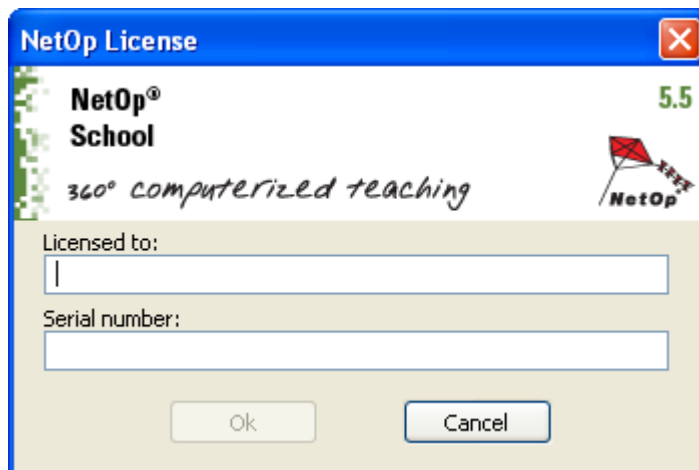 NetOp License
NetOp® 5.5
School
360° computerized teaching
NetOp
Licensed to:
Serial number:
Ok Cancel